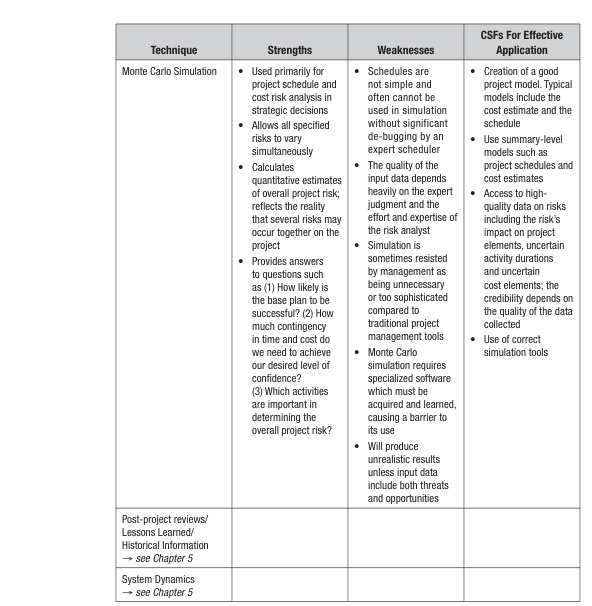 Technique
Strengths
Weaknesses
CSFs For Effective
Application
Monte Carlo Simulation
• Used primarily for
project schedule and
cost risk analysis in
strategic decisions
• Allows all specified
risks to vary
simultaneously
• Calculates
quantitative estimates
of overall project risk;
reflects the reality
that several risks may
occur together on the
project
• Provides answers
to questions such
as (1) How likely is
the base plan to be
successful? (2) How
much contingency
in time and cost do
we need to achieve
our desired level of
confidence?
(3) Which activities
are important in
determining the
overall project risk?
• Schedules are
not simple and
often cannot be
used in simulation
without significant
de-bugging by an
expert scheduler
• The quality of the
input data depends
heavily on the expert
judgment and the
effort and expertise of
the risk analyst
• Simulation is
sometimes resisted
by management as
being unnecessary
or too sophisticated
compared to
traditional project
management tools
• Monte Carlo
simulation requires
specialized software
which must be
acquired and learned,
causing a barrier to
its use
• Will produce
unrealistic results
unless input data
include both threats
and opportunities
• Creation of a good
project model. Typical
models include the
cost estimate and the
schedule
• Use summary-level
models such as
project schedules and
cost estimates
• Access to high-
quality data on risks
including the risk's
impact on project
elements, uncertain
activity durations
and uncertain
cost elements; the
credibility depends on
the quality of the data
collected
• Use of correct
simulation tools
Post-project reviews/
Lessons Learned/
Historical Information
→ see Chapter 5
System Dynamics
→ see Chapter 5